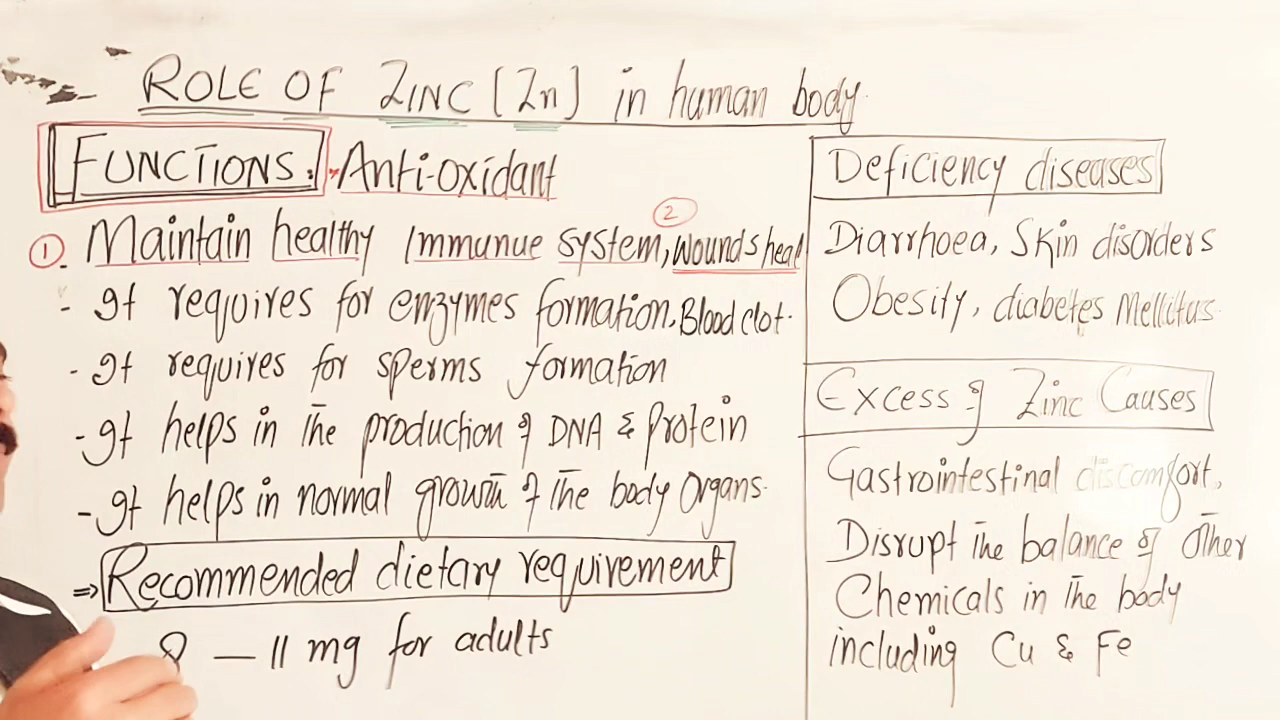 ROLE OF ZINC [Zn] in human body.
FUNCTIONS: Anti-oxidant
① Maintain healthy Immunue system, ② wounds heal
- It requires for enzymes formation, Blood clot.
- It requires for sperms formation
- It helps in the production of DNA & Protein
- It helps in normal growth of the body Organs.
⇒ Recommended dietary requirement
8 — 11 mg for adults
Deficiency diseases
Diarrhoea, Skin disorders
Obesity, diabetes Mellitus.
Excess of Zinc Causes
Gastrointestinal discomfort,
Disrupt the balance of Other
Chemicals in the body
including Cu & Fe